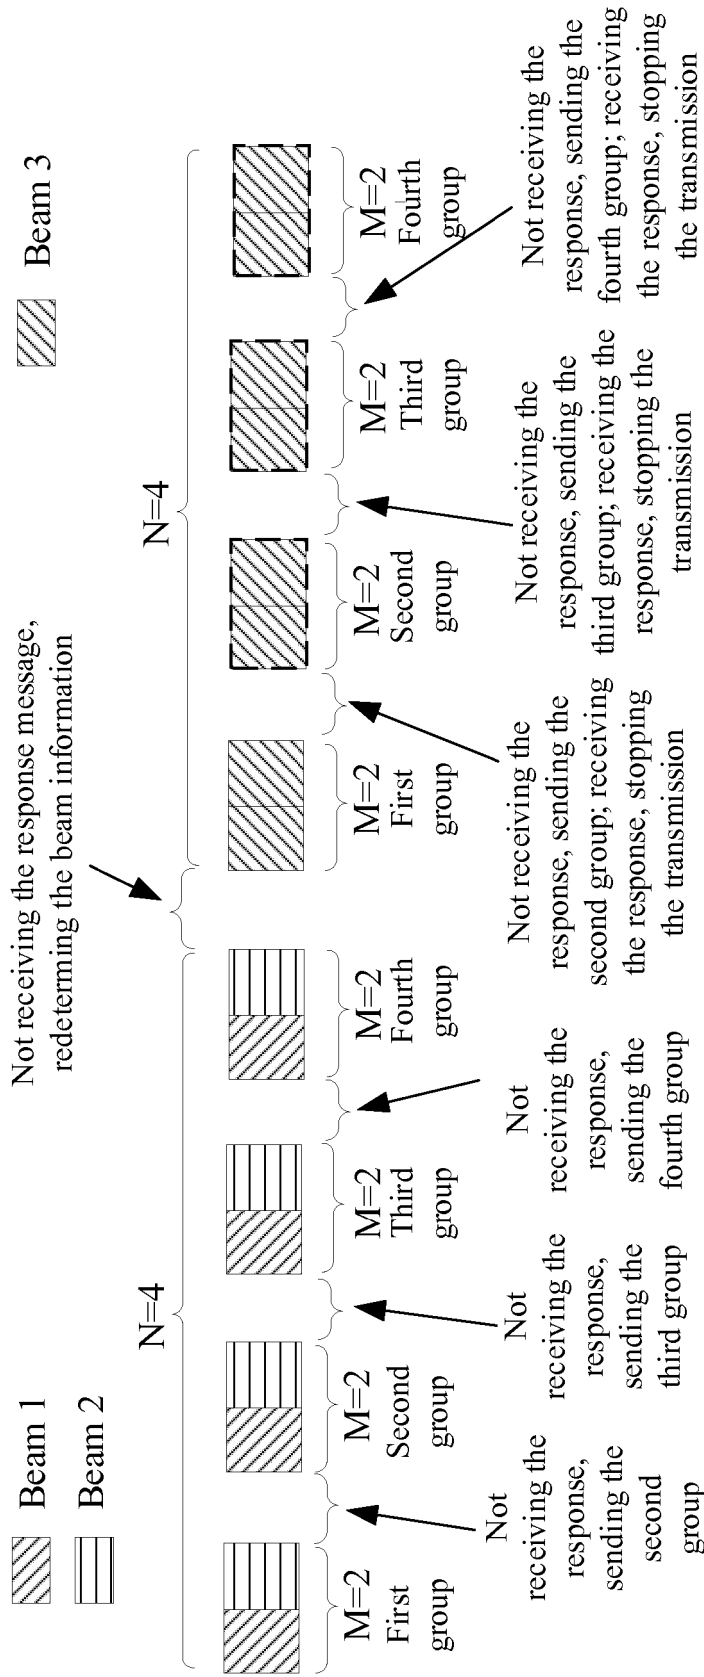 Beam 1
Beam 2
Not receiving the response message,
redeterming the beam information
Beam 3
N=4
N=4
M=2
First
group
M=2
Second
group
M=2
Third
group
M=2
Fourth
group
M=2
First
group
M=2
Second
group
M=2
Third
group
M=2
Fourth
group
Not
receiving the
response,
sending the
second
group
Not
receiving the
response,
sending the
third group
Not
receiving the
response,
sending the
fourth group
Not receiving the
response, sending the
second group; receiving
the response, stopping
the transmission
Not receiving the
response, sending the
third group; receiving the
response, stopping the
transmission
Not receiving the
response, sending the
fourth group; receiving
the response, stopping
the transmission